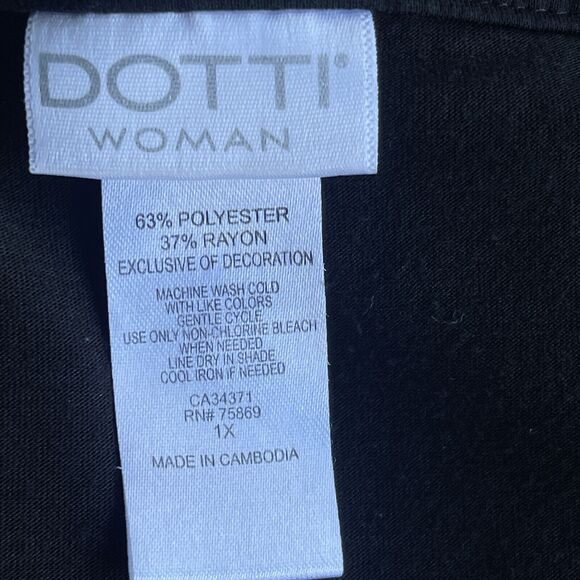 DOTTI®
WOMAN
63% POLYESTER
37% RAYON
EXCLUSIVE OF DECORATION
MACHINE WASH COLD
WITH LIKE COLORS
GENTLE CYCLE
USE ONLY NON-CHLORINE BLEACH
WHEN NEEDED
LINE DRY IN SHADE
COOL IRON IF NEEDED
CA34371
RN# 75869
1X
MADE IN CAMBODIA